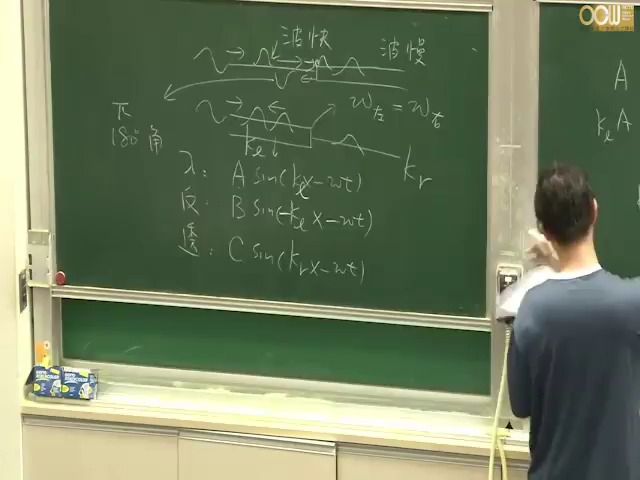 波快
波慢
ω左 = ω右
下
180°角
kℓ
kr
入: A sin(kℓx-ωt)
反: B sin(-kℓx-ωt)
透: C sin(krx-ωt)
A
kℓA
OCW